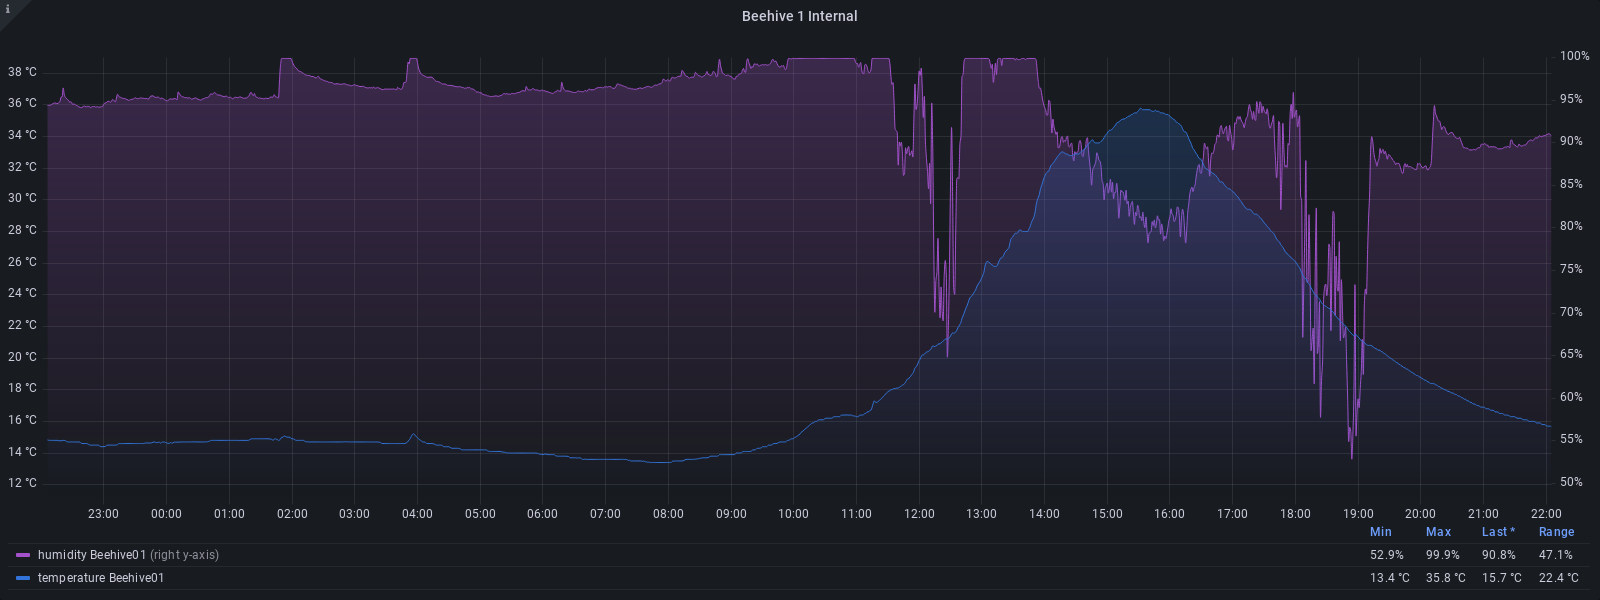 i
Beehive 1 Internal
38 °C
36 °C
34 °C
32 °C
30 °C
28 °C
26 °C
24 °C
22 °C
20 °C
18 °C
16 °C
14 °C
12 °C
100%
95%
90%
85%
80%
75%
70%
65%
60%
55%
50%
23:00 00:00 01:00 02:00 03:00 04:00 05:00 06:00 07:00 08:00 09:00 10:00 11:00 12:00 13:00 14:00 15:00 16:00 17:00 18:00 19:00 20:00 21:00 22:00
Min Max Last * Range
humidity Beehive01 (right y-axis) 52.9% 99.9% 90.8% 47.1%
temperature Beehive01 13.4 °C 35.8 °C 15.7 °C 22.4 °C